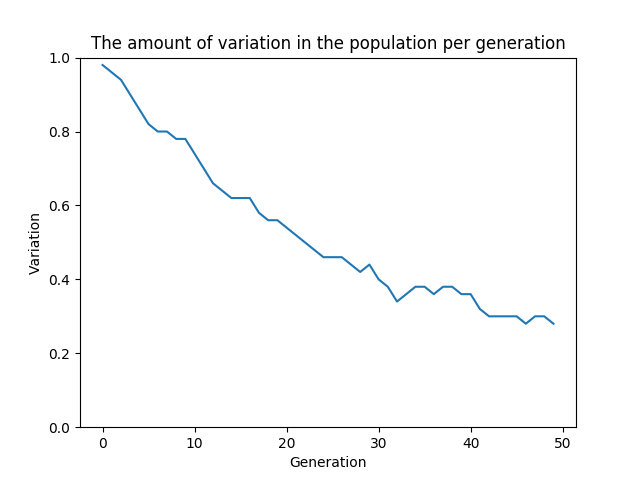 The amount of variation in the population per generation
1.0
0.8
0.6
0.4
0.2
0.0
Variation
0 10 20 30 40 50
Generation